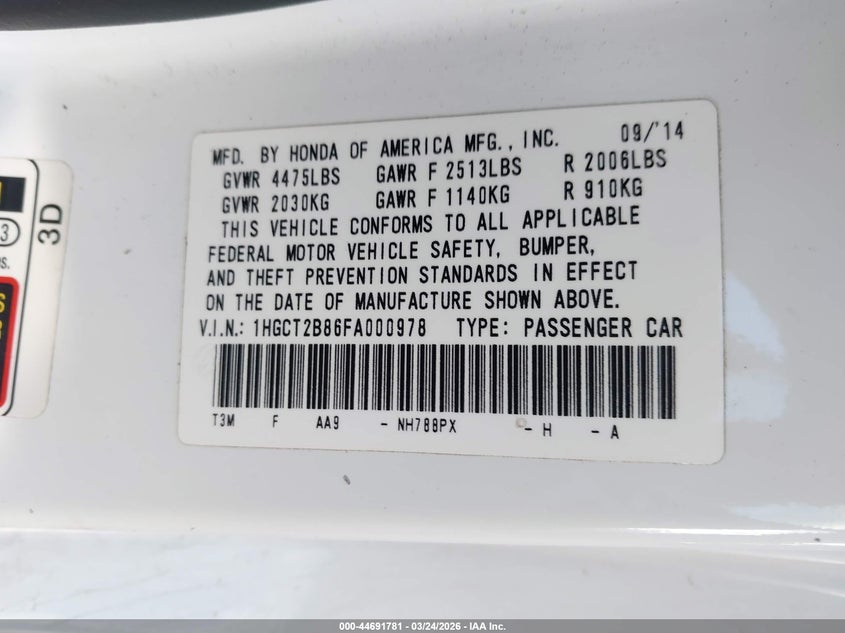 MFD. BY HONDA OF AMERICA MFG., INC. 09/'14
GVWR 4475LBS GAWR F 2513LBS R 2006LBS
GVWR 2030KG GAWR F 1140KG R 910KG
THIS VEHICLE CONFORMS TO ALL APPLICABLE
FEDERAL MOTOR VEHICLE SAFETY, BUMPER,
AND THEFT PREVENTION STANDARDS IN EFFECT
ON THE DATE OF MANUFACTURE SHOWN ABOVE.
V.I.N.: 1HGCT2B86FA000978 TYPE: PASSENGER CAR
T3M F AA9 - NH788PX - H - A
3D
3
000-44691781 | 03/24/2026 - IAA Inc.